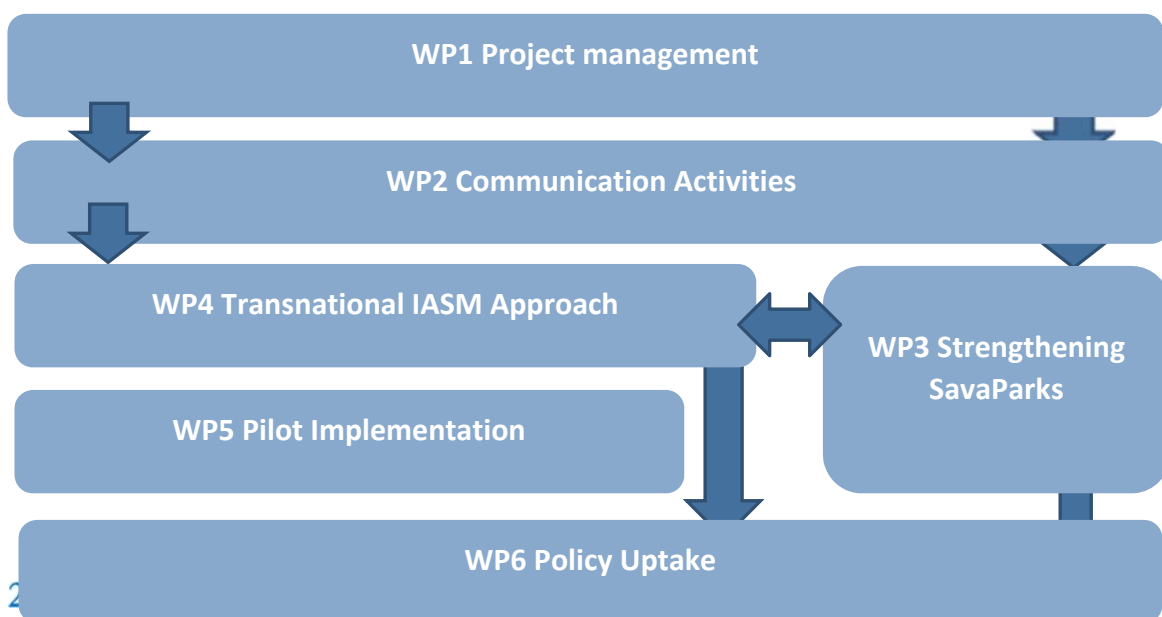 WP1 Project management
WP2 Communication Activities
WP4 Transnational IASM Approach
WP3 Strengthening
SavaParks
WP5 Pilot Implementation
WP6 Policy Uptake
2